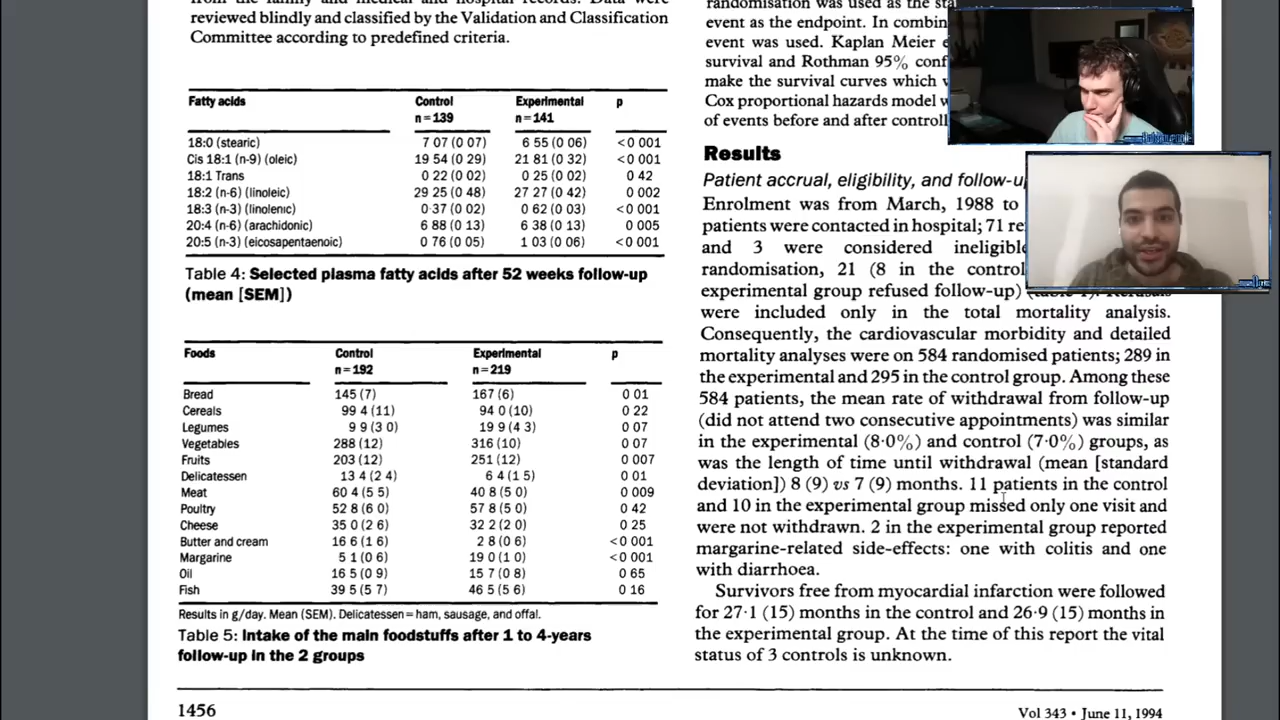 from the family and medical and hospital records. Data were
reviewed blindly and classified by the Validation and Classification
Committee according to predefined criteria.
Fatty acids Control Experimental p
n=139 n=141
18:0 (stearic) 7 07 (0 07) 6 55 (0 06) <0 001
Cis 18:1 (n-9) (oleic) 19 54 (0 29) 21 81 (0 32) <0 001
18:1 Trans 0 22 (0 02) 0 25 (0 02) 0 42
18:2 (n-6) (linoleic) 29 25 (0 48) 27 27 (0 42) 0 002
18:3 (n-3) (linolenic) 0·37 (0 02) 0 62 (0 03) <0 001
20:4 (n-6) (arachidonic) 6 88 (0 13) 6 38 (0 13) 0 005
20:5 (n-3) (eicosapentaenoic) 0 76 (0 05) 1 03 (0 06) <0 001
Table 4: Selected plasma fatty acids after 52 weeks follow-up
(mean [SEM])
Foods Control Experimental p
n=192 n=219
Bread 145 (7) 167 (6) 0 01
Cereals 99 4 (11) 94 0 (10) 0 22
Legumes 9 9 (3 0) 19 9 (4 3) 0 07
Vegetables 288 (12) 316 (10) 0 07
Fruits 203 (12) 251 (12) 0 007
Delicatessen 13 4 (2 4) 6 4 (1 5) 0 01
Meat 60 4 (5 5) 40 8 (5 0) 0 009
Poultry 52 8 (6 0) 57 8 (5 0) 0 42
Cheese 35 0 (2 6) 32 2 (2 0) 0 25
Butter and cream 16 6 (1 6) 2 8 (0 6) <0 001
Margarine 5 1 (0 6) 19 0 (1 0) <0 001
Oil 16 5 (0 9) 15 7 (0 8) 0 65
Fish 39 5 (5 7) 46 5 (5 6) 0 16
Results in g/day. Mean (SEM). Delicatessen=ham, sausage, and offal.
Table 5: Intake of the main foodstuffs after 1 to 4-years
follow-up in the 2 groups
1456
randomisation was used as the sta
event as the endpoint. In combin
event was used. Kaplan Meier
survival and Rothman 95% conf
make the survival curves which
Cox proportional hazards model w
of events before and after controll
Results
Patient accrual, eligibility, and follow-u
Enrolment was from March, 1988 to
patients were contacted in hospital; 71 re
and 3 were considered ineligible
randomisation, 21 (8 in the control
experimental group refused follow-up)
were included only in the total mortality analysis.
Consequently, the cardiovascular morbidity and detailed
mortality analyses were on 584 randomised patients; 289 in
the experimental and 295 in the control group. Among these
584 patients, the mean rate of withdrawal from follow-up
(did not attend two consecutive appointments) was similar
in the experimental (8·0%) and control (7·0%) groups, as
was the length of time until withdrawal (mean [standard
deviation]) 8 (9) vs 7 (9) months. 11 patients in the control
and 10 in the experimental group missed only one visit and
were not withdrawn. 2 in the experimental group reported
margarine-related side-effects: one with colitis and one
with diarrhoea.
Survivors free from myocardial infarction were followed
for 27·1 (15) months in the control and 26·9 (15) months in
the experimental group. At the time of this report the vital
status of 3 controls is unknown.
Vol 343 • June 11, 1994